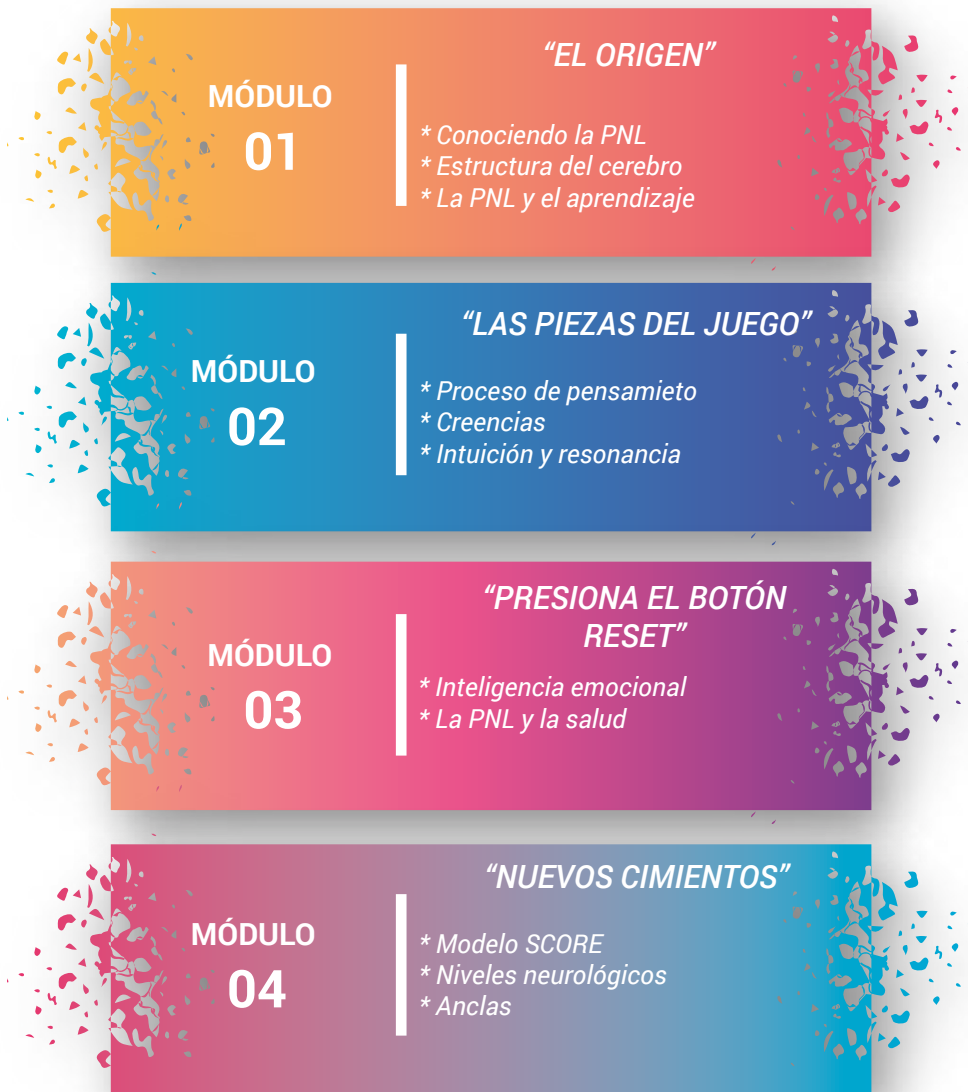 MÓDULO
01
“EL ORIGEN”
* Conociendo la PNL
* Estructura del cerebro
* La PNL y el aprendizaje
MÓDULO
02
“LAS PIEZAS DEL JUEGO”
* Proceso de pensamieto
* Creencias
* Intuición y resonancia
MÓDULO
03
“PRESIONA EL BOTÓN
RESET”
* Inteligencia emocional
* La PNL y la salud
MÓDULO
04
“NUEVOS CIMIENTOS”
* Modelo SCORE
* Niveles neurológicos
* Anclas